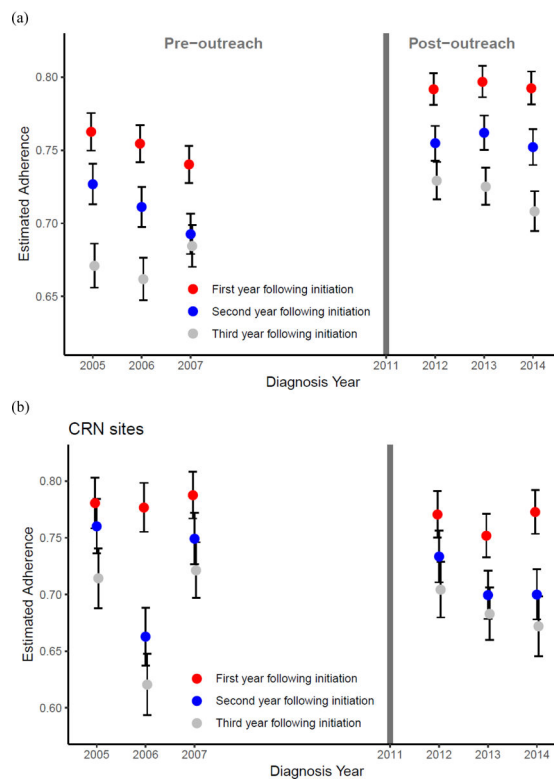 (a)
Pre−outreach Post−outreach
0.80
0.75
0.70
0.65
Estimated Adherence
First year following initiation
Second year following initiation
Third year following initiation
2005 2006 2007 2011 2012 2013 2014
Diagnosis Year
(b)
CRN sites
0.80
0.75
0.70
0.65
0.60
Estimated Adherence
First year following initiation
Second year following initiation
Third year following initiation
2005 2006 2007 2011 2012 2013 2014
Diagnosis Year